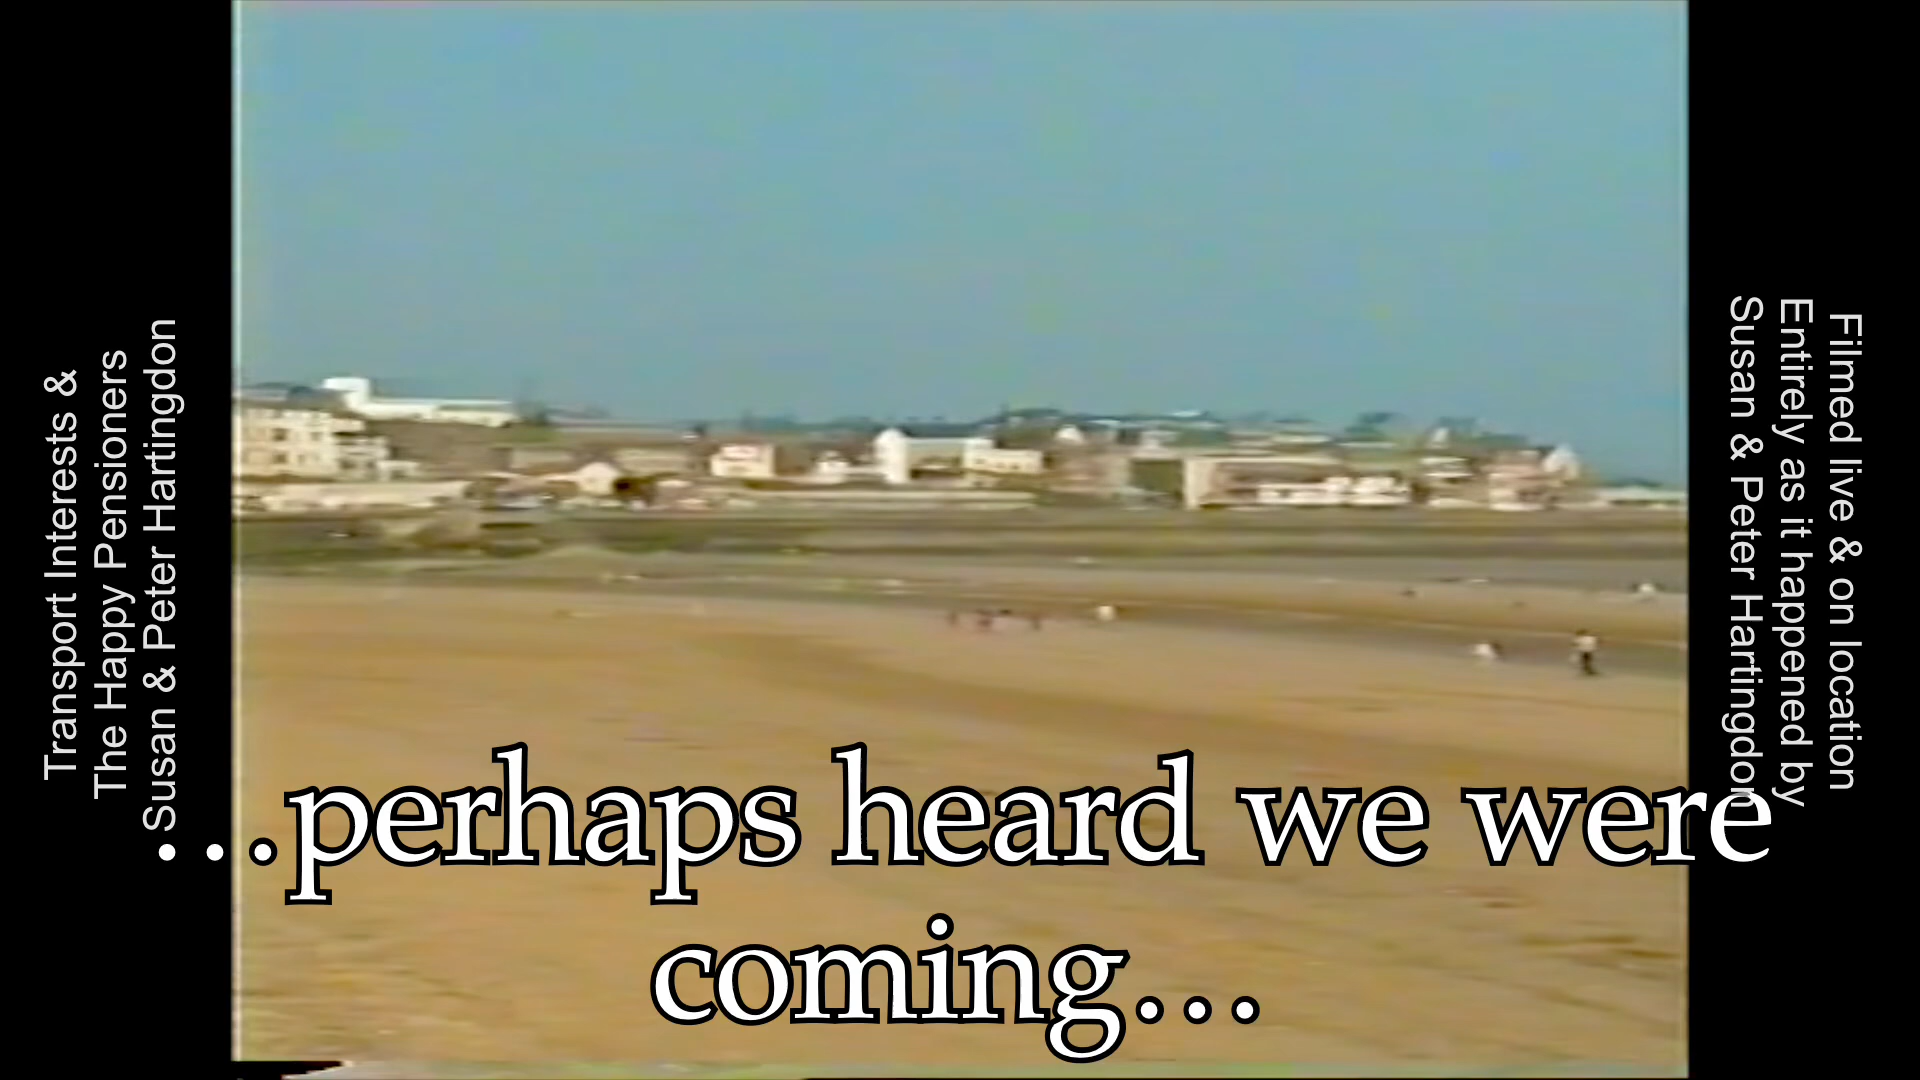 Transport Interests &
The Happy Pensioners
Susan & Peter Hartingdon
Filmed live & on location
Entirely as it happened by
Susan & Peter Hartingdon
...perhaps heard we were
coming...